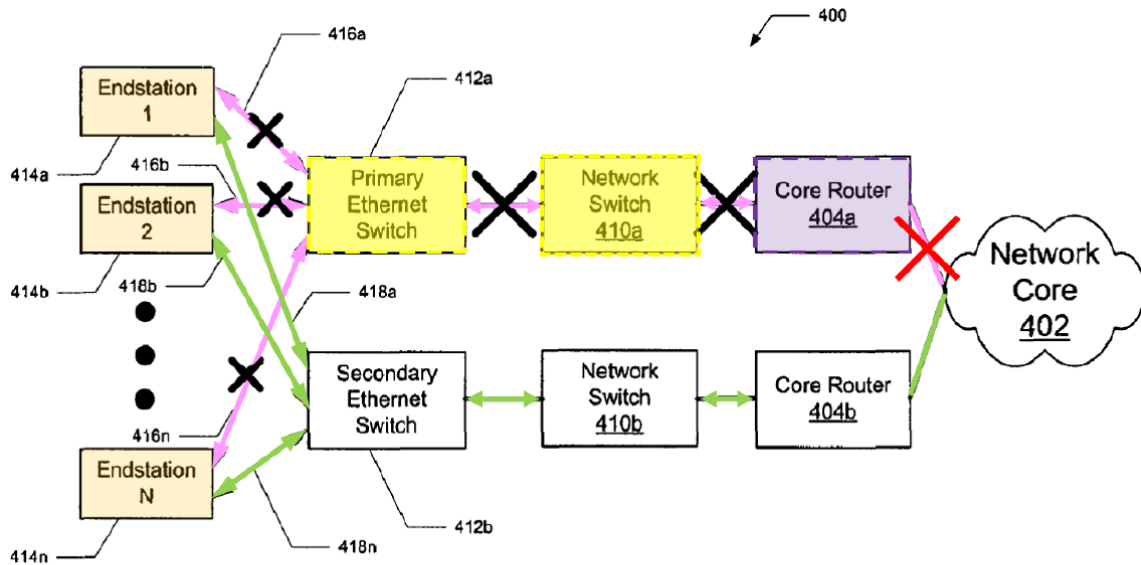 400
416a
412a
Endstation
1
414a
416b
Primary
Ethernet
Switch
Network
Switch
410a
Core Router
404a
Endstation
2
414b
418b
418a
Network
Core
402
Secondary
Ethernet
Switch
Network
Switch
410b
Core Router
404b
416n
Endstation
N
414n
418n
412b